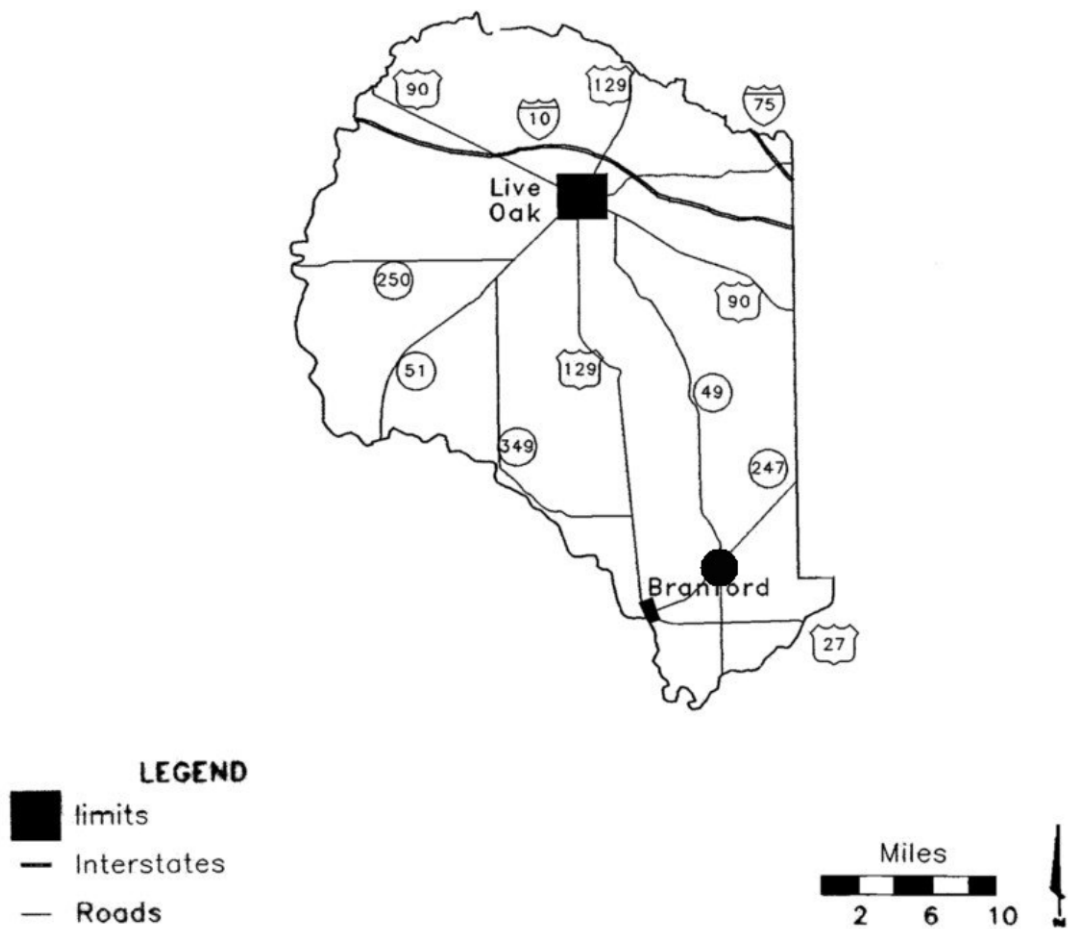 90
129
10
75
Live
Oak
250
90
51
129
49
349
247
Branford
27
LEGEND
limits
Interstates
Roads
Miles
2 6 10
N